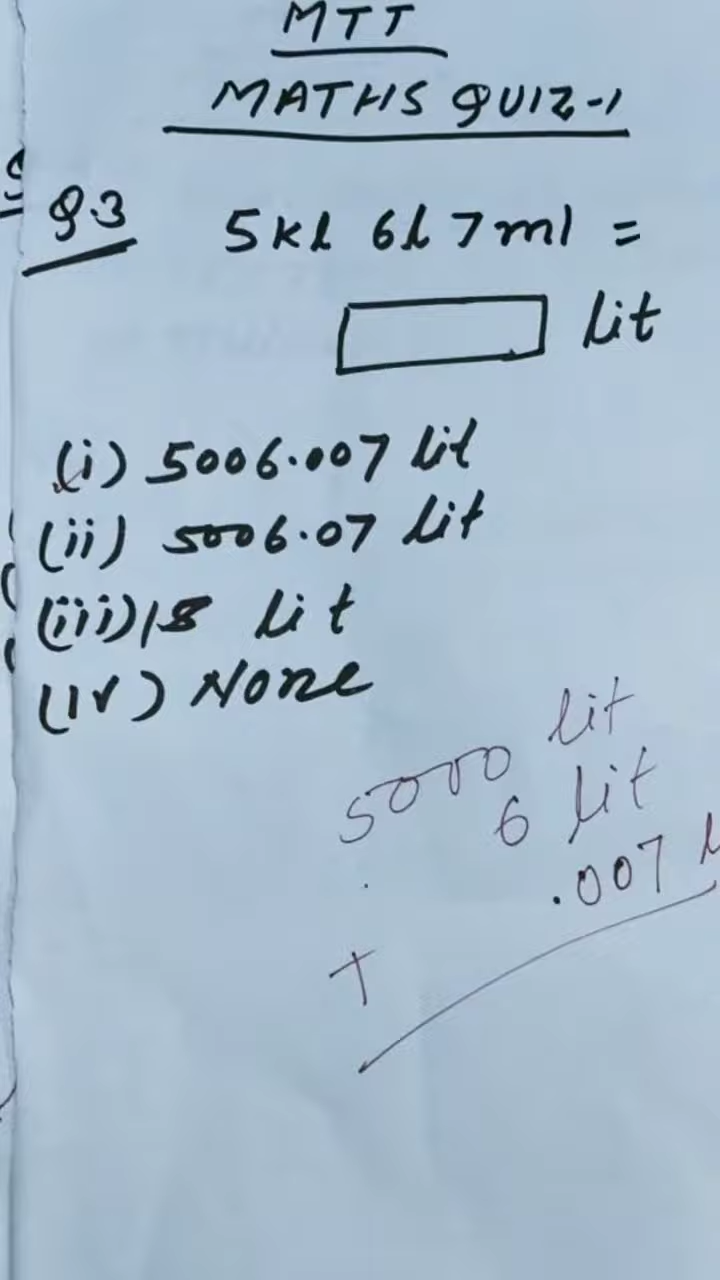 MTT
MATHS QUIZ-1
Q.3 5kl 6l 7ml =
lit
(i) 5006.007 lit
(ii) 5006.07 lit
(iii) 18 lit
(iv) None
5000 lit
6 lit
.007 l
+